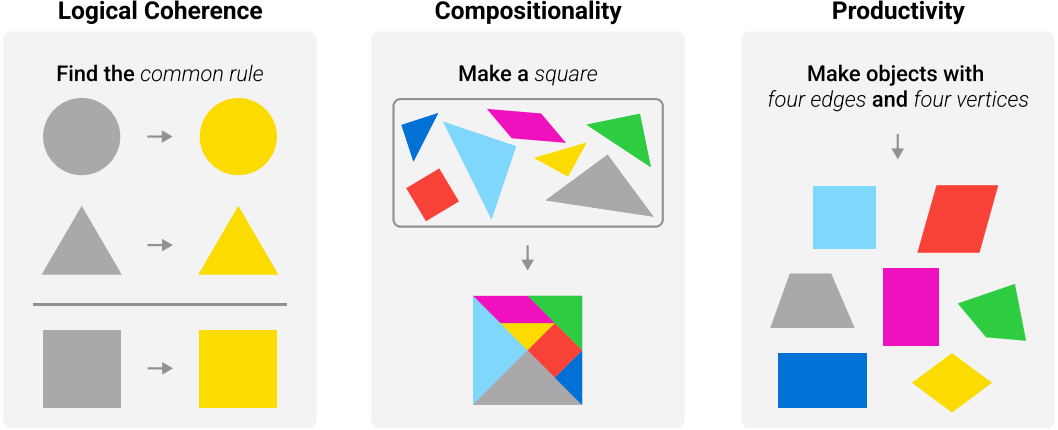 Logical Coherence
Find the common rule
Compositionality
Make a square
Productivity
Make objects with
four edges and four vertices